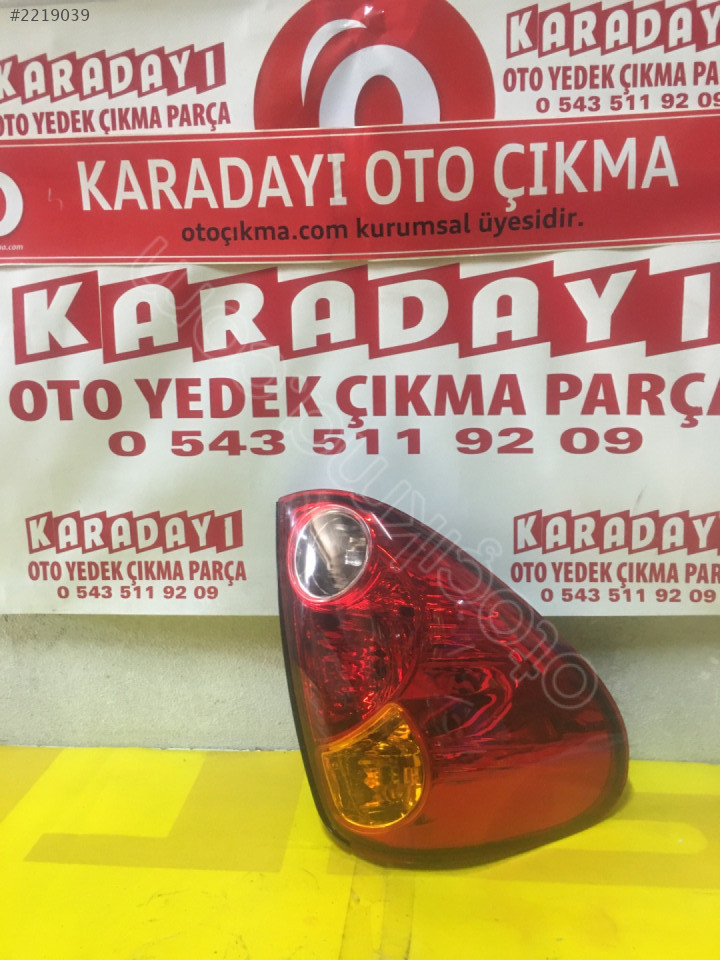 #2219039
KARADAYI
OTO YEDEK ÇIKMA PARÇA
0 543 511 92 09
KARADAYI
OTO YEDEK ÇIKMA PA
0 543 511 92 09
KARADAYI OTO ÇIKMA
otoçıkma.com kurumsal üyesidir.
KARADAYI
OTO YEDEK ÇIKMA PARÇA
0 543 511 92 09
KARADAYI
OTO YEDEK ÇIKMA PARÇA
0 543 511 92 09
KARADAYI
OTO YEDEK ÇIKMA PARÇA
0 543 511 92 09